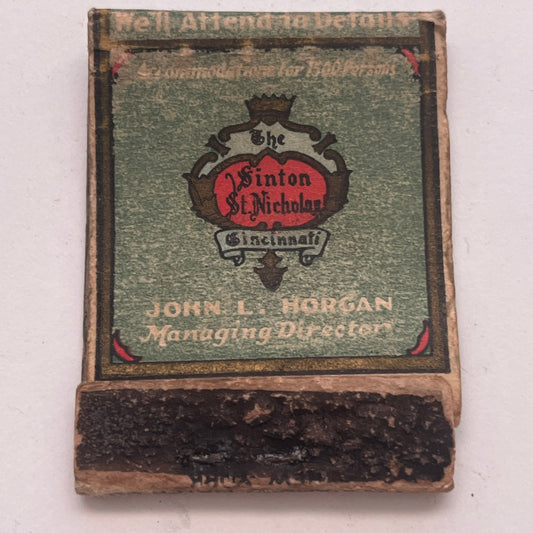 We'll Attend to Details
Accommodations for 1500 Persons
The
Sinton
St. Nicholas
Cincinnati
JOHN L. HORGAN
Managing Director